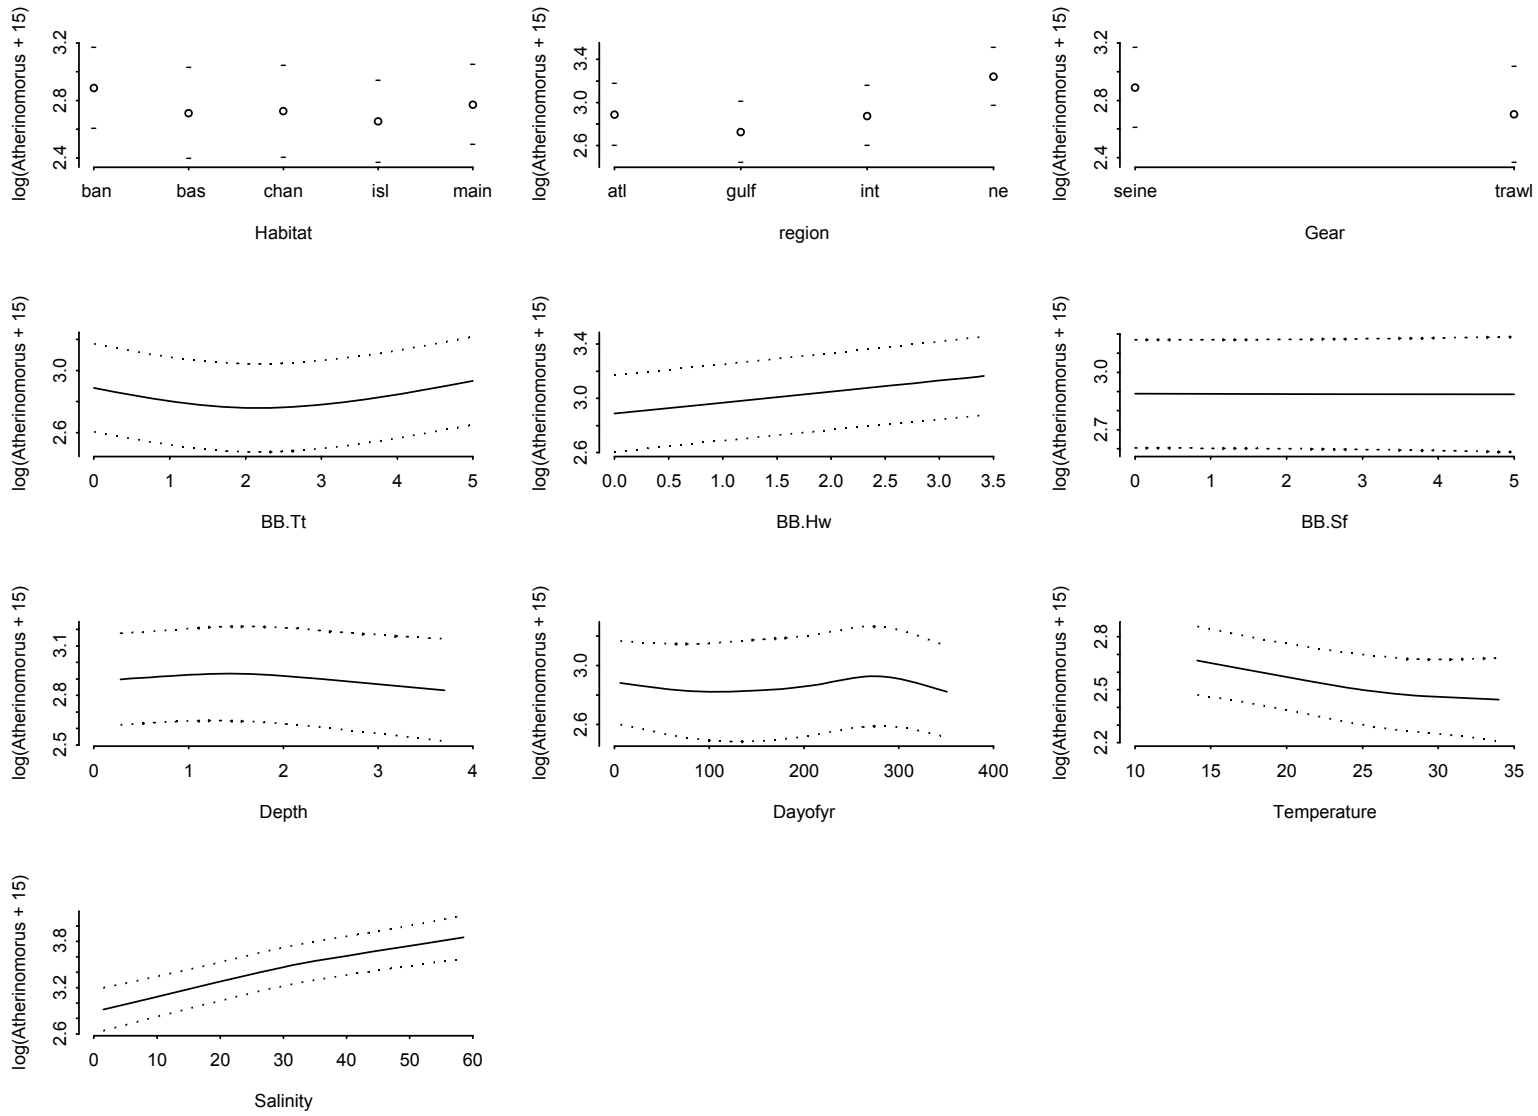 log(Atherinomorus + 15)
3.2
2.8
2.4
ban bas chan isl main
Habitat
log(Atherinomorus + 15)
3.4
3.0
2.6
atl gulf int ne
region
log(Atherinomorus + 15)
3.2
2.8
2.4
seine trawl
Gear
log(Atherinomorus + 15)
3.0
2.6
0 1 2 3 4 5
BB.Tt
log(Atherinomorus + 15)
3.4
3.0
2.6
0.0 0.5 1.0 1.5 2.0 2.5 3.0 3.5
BB.Hw
log(Atherinomorus + 15)
3.0
2.7
0 1 2 3 4 5
BB.Sf
log(Atherinomorus + 15)
3.1
2.8
2.5
0 1 2 3 4
Depth
log(Atherinomorus + 15)
3.0
2.6
0 100 200 300 400
Dayofyr
log(Atherinomorus + 15)
2.8
2.5
2.2
10 15 20 25 30 35
Temperature
log(Atherinomorus + 15)
3.8
3.2
2.6
0 10 20 30 40 50 60
Salinity